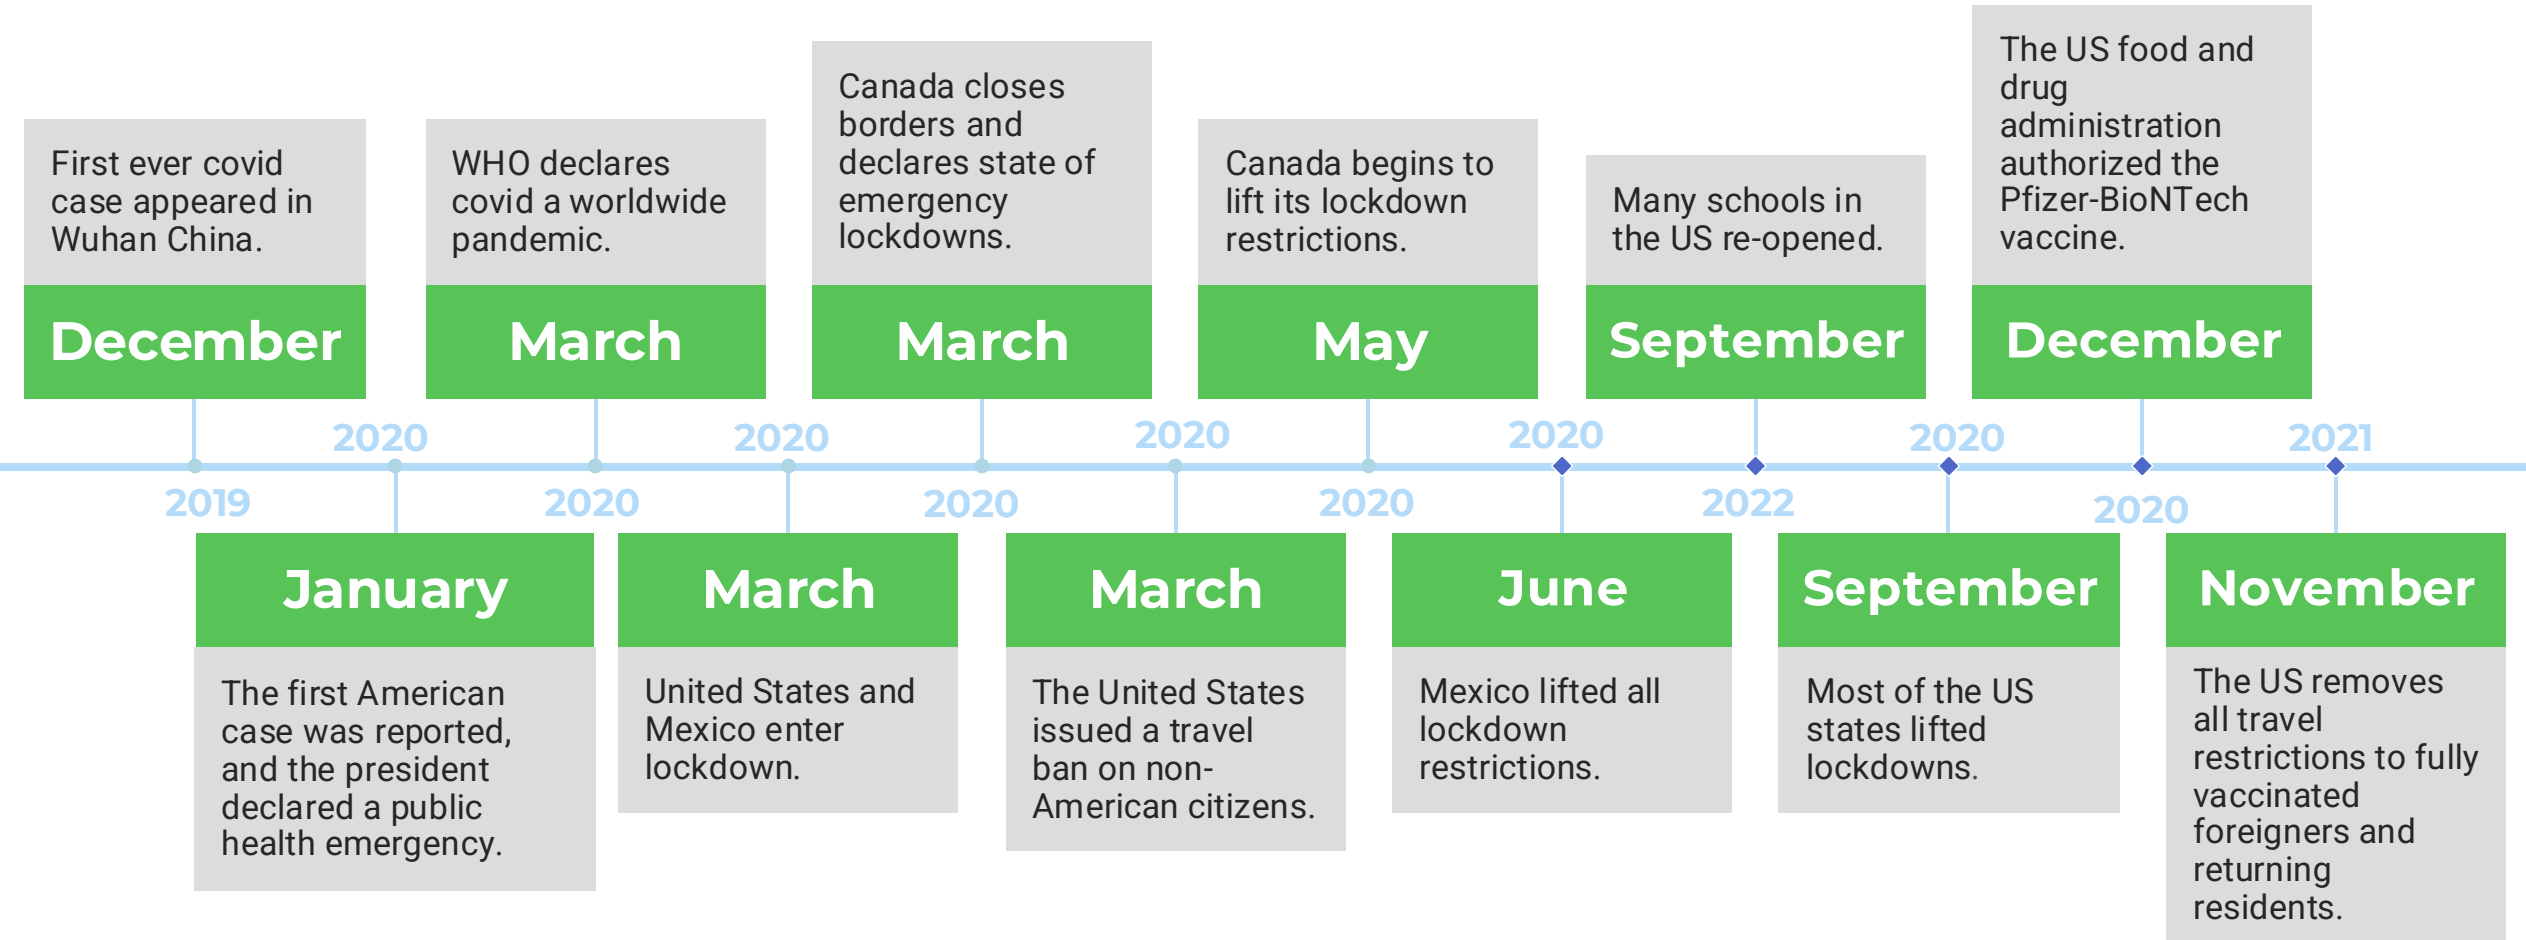 First ever covid
case appeared in
Wuhan China.
December
2019
2020
January
The first American
case was reported,
and the president
declared a public
health emergency.
WHO declares
covid a worldwide
pandemic.
March
2020
2020
March
United States and
Mexico enter
lockdown.
Canada closes
borders and
declares state of
emergency
lockdowns.
March
2020
2020
March
The United States
issued a travel
ban on non-
American citizens.
Canada begins to
lift its lockdown
restrictions.
May
2020
2020
June
Mexico lifted all
lockdown
restrictions.
Many schools in
the US re-opened.
September
2022
2020
September
Most of the US
states lifted
lockdowns.
The US food and
drug
administration
authorized the
Pfizer-BioNTech
vaccine.
December
2020
2021
November
The US removes
all travel
restrictions to fully
vaccinated
foreigners and
returning
residents.